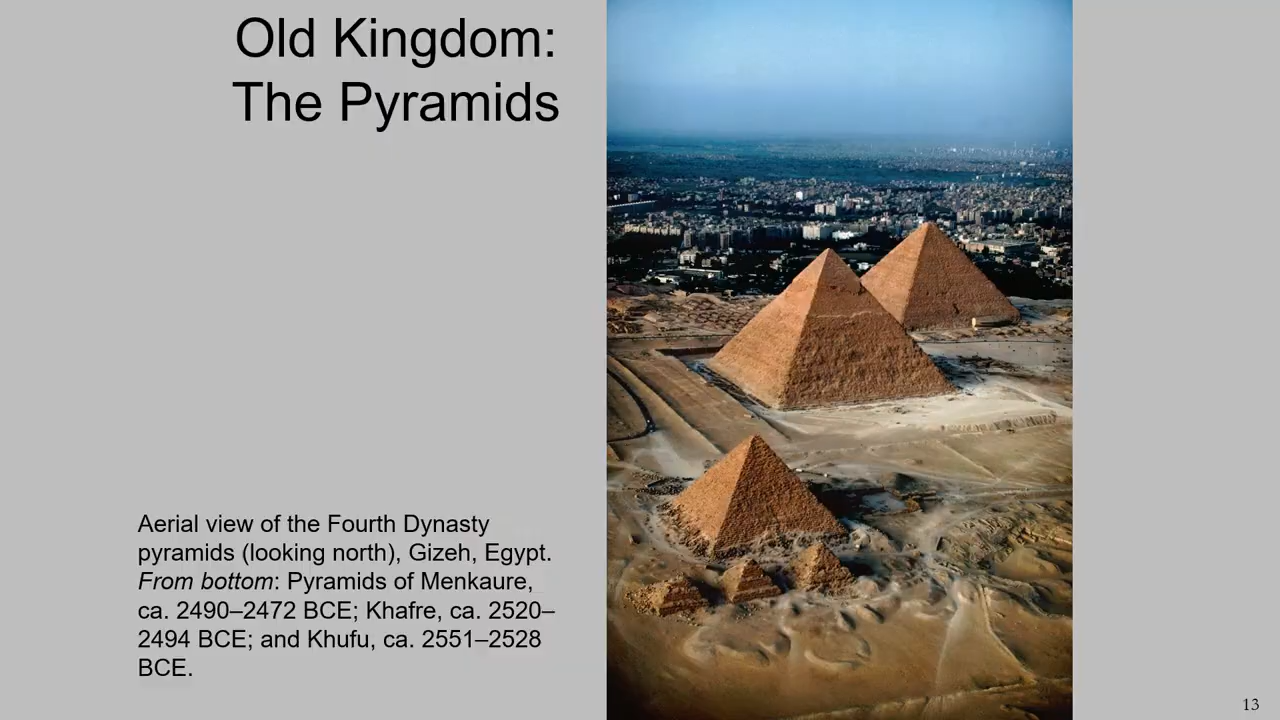 Old Kingdom:
The Pyramids
Aerial view of the Fourth Dynasty
pyramids (looking north), Gizeh, Egypt.
From bottom: Pyramids of Menkaure,
ca. 2490–2472 BCE; Khafre, ca. 2520–
2494 BCE; and Khufu, ca. 2551–2528
BCE.
13